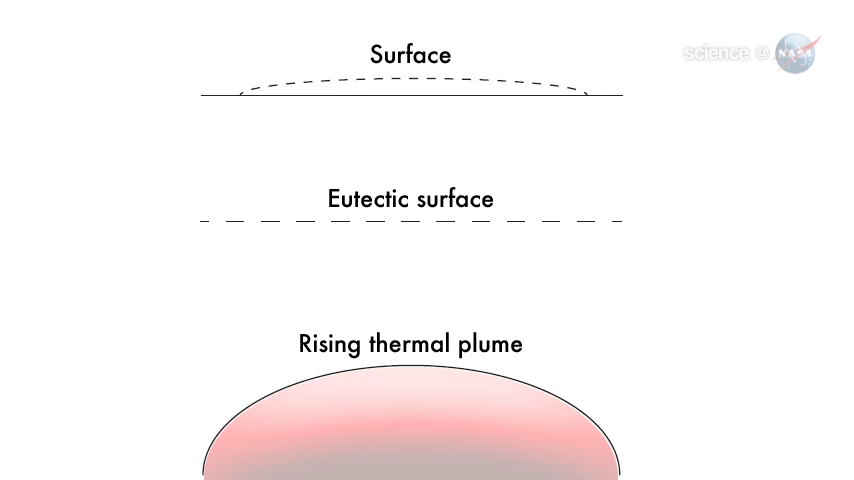 Surface
science @ NASA
Eutectic surface
Rising thermal plume